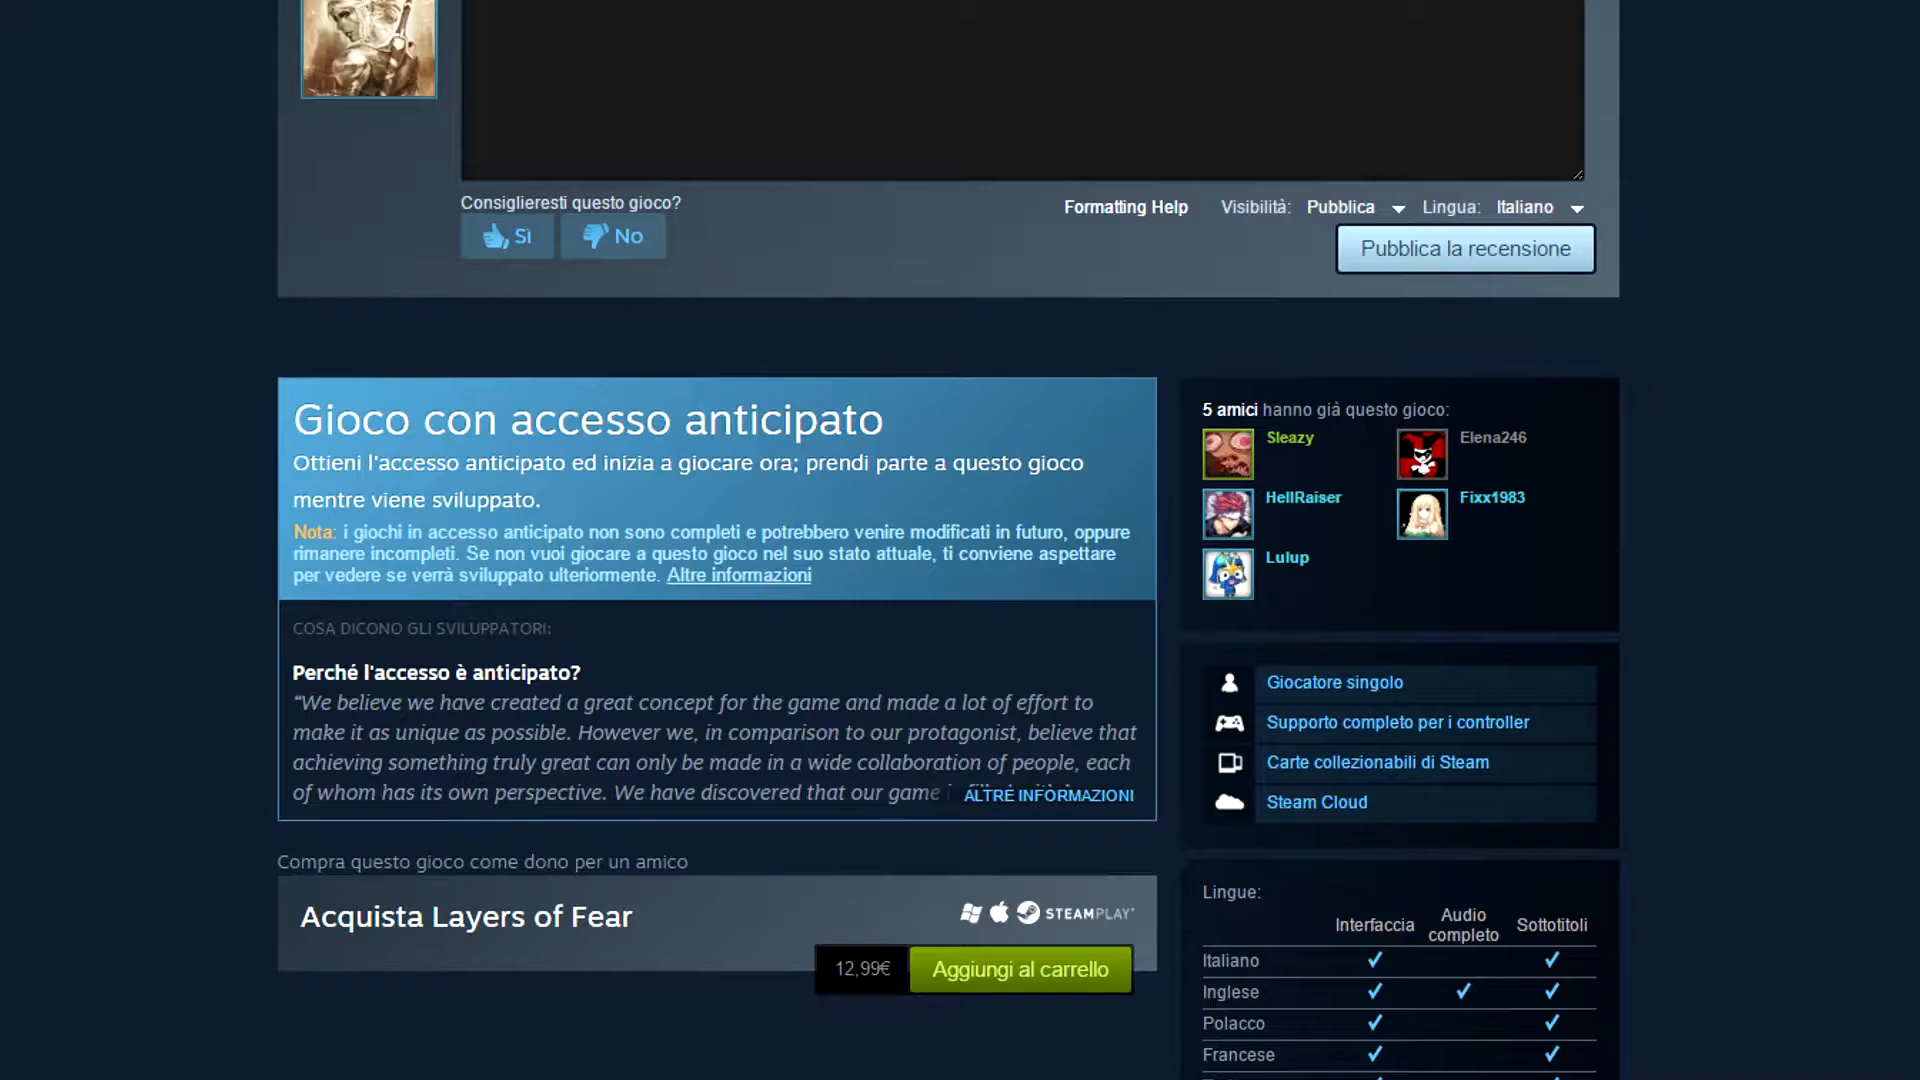 Consiglieresti questo gioco?
Sì
No
Formatting Help
Visibilità: Pubblica
Lingua: Italiano
Pubblica la recensione
Gioco con accesso anticipato
Ottieni l'accesso anticipato ed inizia a giocare ora; prendi parte a questo gioco
mentre viene sviluppato.
Nota: i giochi in accesso anticipato non sono completi e potrebbero venire modificati in futuro, oppure
rimanere incompleti. Se non vuoi giocare a questo gioco nel suo stato attuale, ti conviene aspettare
per vedere se verrà sviluppato ulteriormente. Altre informazioni
COSA DICONO GLI SVILUPPATORI:
Perché l'accesso è anticipato?
“We believe we have created a great concept for the game and made a lot of effort to
make it as unique as possible. However we, in comparison to our protagonist, believe that
achieving something truly great can only be made in a wide collaboration of people, each
of whom has its own perspective. We have discovered that our game
ALTRE INFORMAZIONI
Compra questo gioco come dono per un amico
Acquista Layers of Fear
STEAMPLAY
12,99€
Aggiungi al carrello
5 amici hanno già questo gioco:
Sleazy
Elena246
HellRaiser
Fixx1983
Lulup
Giocatore singolo
Supporto completo per i controller
Carte collezionabili di Steam
Steam Cloud
Lingue:
Interfaccia
Audio completo
Sottotitoli
Italiano
Inglese
Polacco
Francese